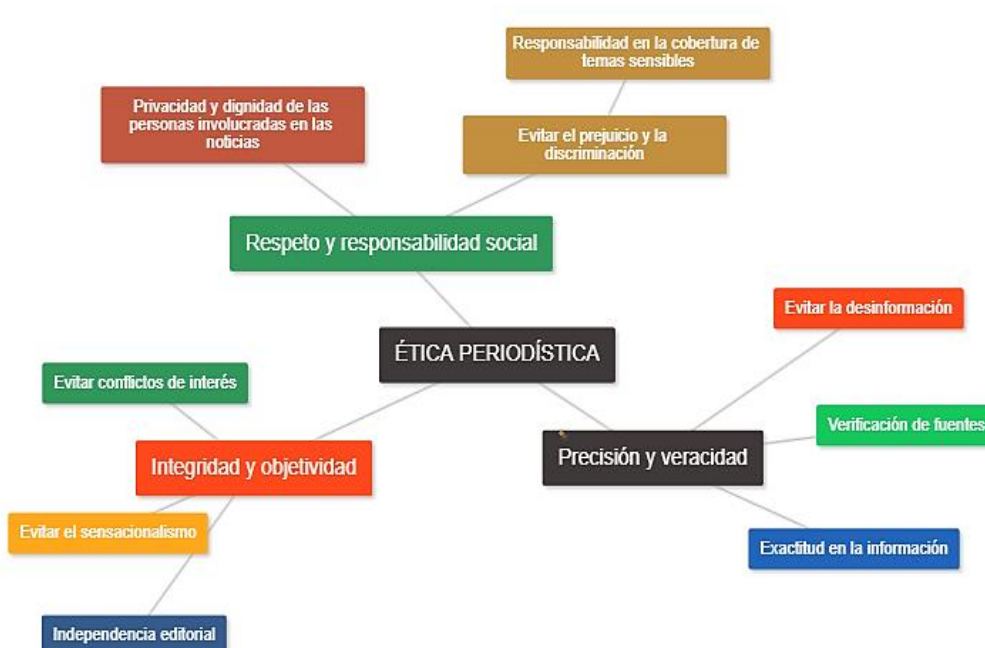 Responsabilidad en la cobertura de
temas sensibles
Privacidad y dignidad de las
personas involucradas en las
noticias
Evitar el prejuicio y la
discriminación
Respeto y responsabilidad social
Evitar la desinformación
ÉTICA PERIODÍSTICA
Evitar conflictos de interés
Verificación de fuentes
Integridad y objetividad
Precisión y veracidad
Evitar el sensacionalismo
Exactitud en la información
Independencia editorial